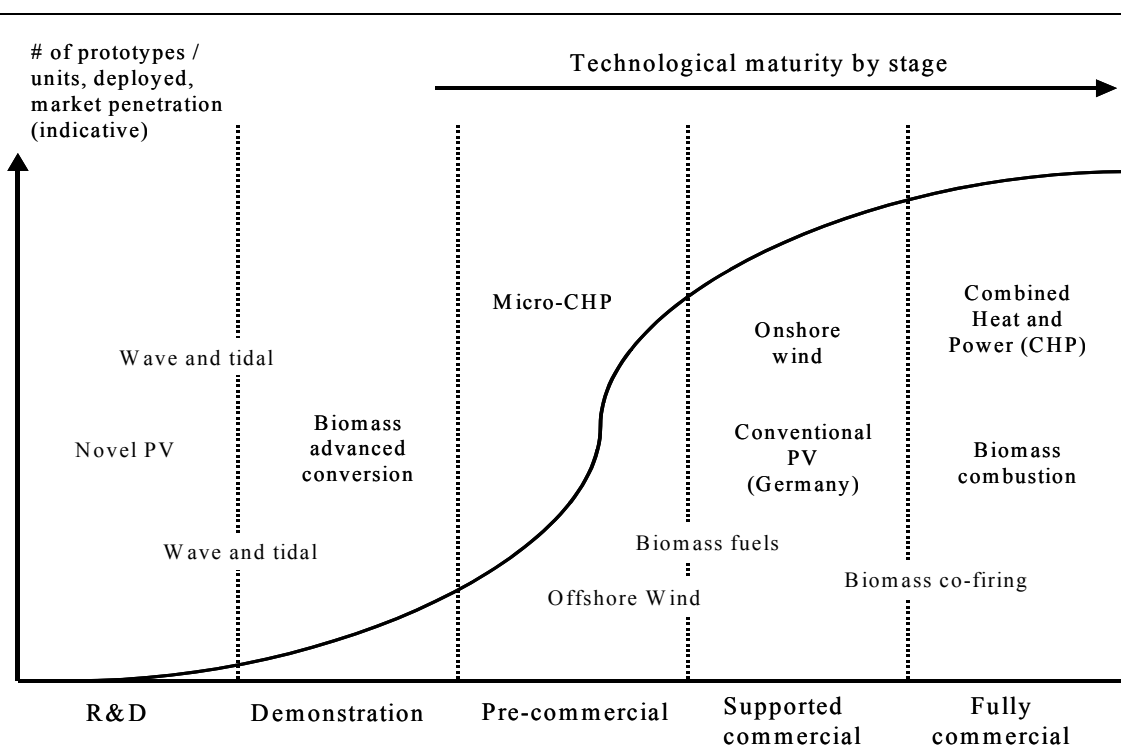 # of prototypes /
units, deployed,
market penetration
(indicative)
Technological maturity by stage
Micro-CHP
Combined
Heat and
Power (CHP)
Onshore
wind
Wave and tidal
Novel PV
Biomass
advanced
conversion
Conventional
PV
(Germany)
Biomass
combustion
Wave and tidal
Biomass fuels
Offshore Wind
Biomass co-firing
R&D
Demonstration
Pre-commercial
Supported
commercial
Fully
commercial